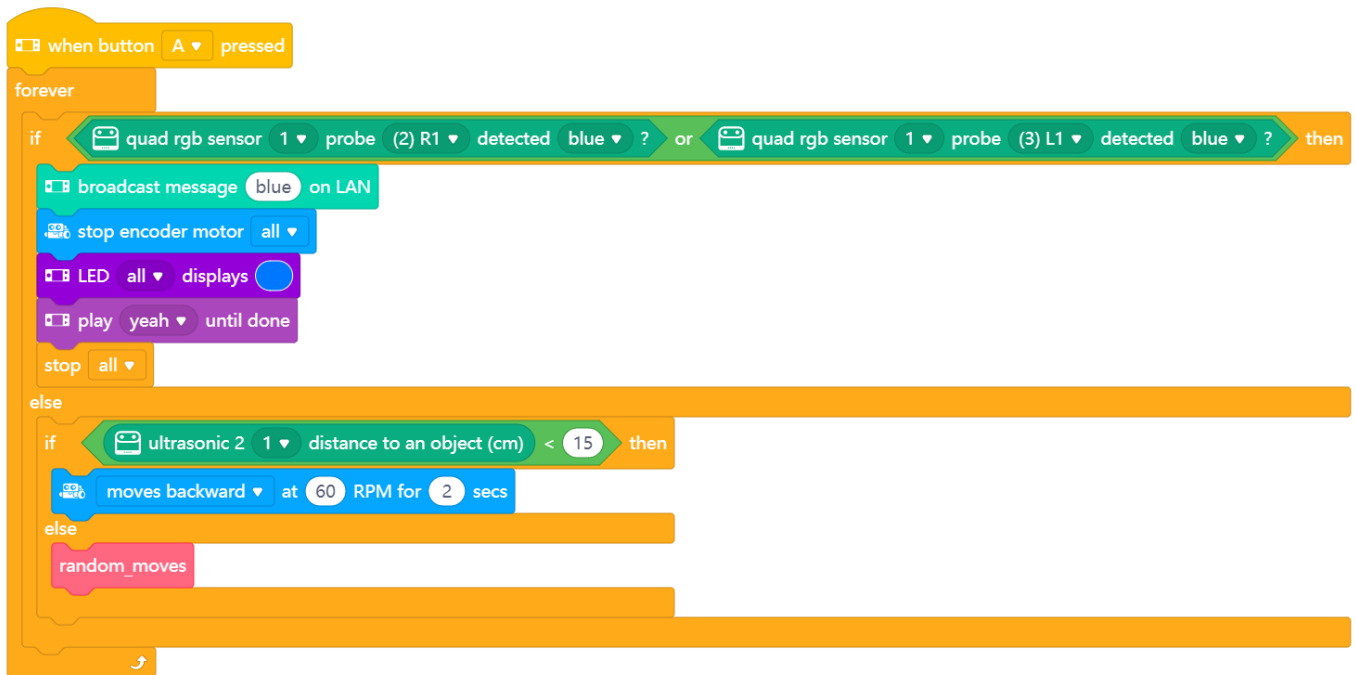 when button A pressed
forever
if quad rgb sensor 1 probe (2) R1 detected blue ? or quad rgb sensor 1 probe (3) L1 detected blue ? then
broadcast message blue on LAN
stop encoder motor all
LED all displays
play yeah until done
stop all
else
if ultrasonic 2 1 distance to an object (cm) < 15 then
moves backward at 60 RPM for 2 secs
else
random_moves